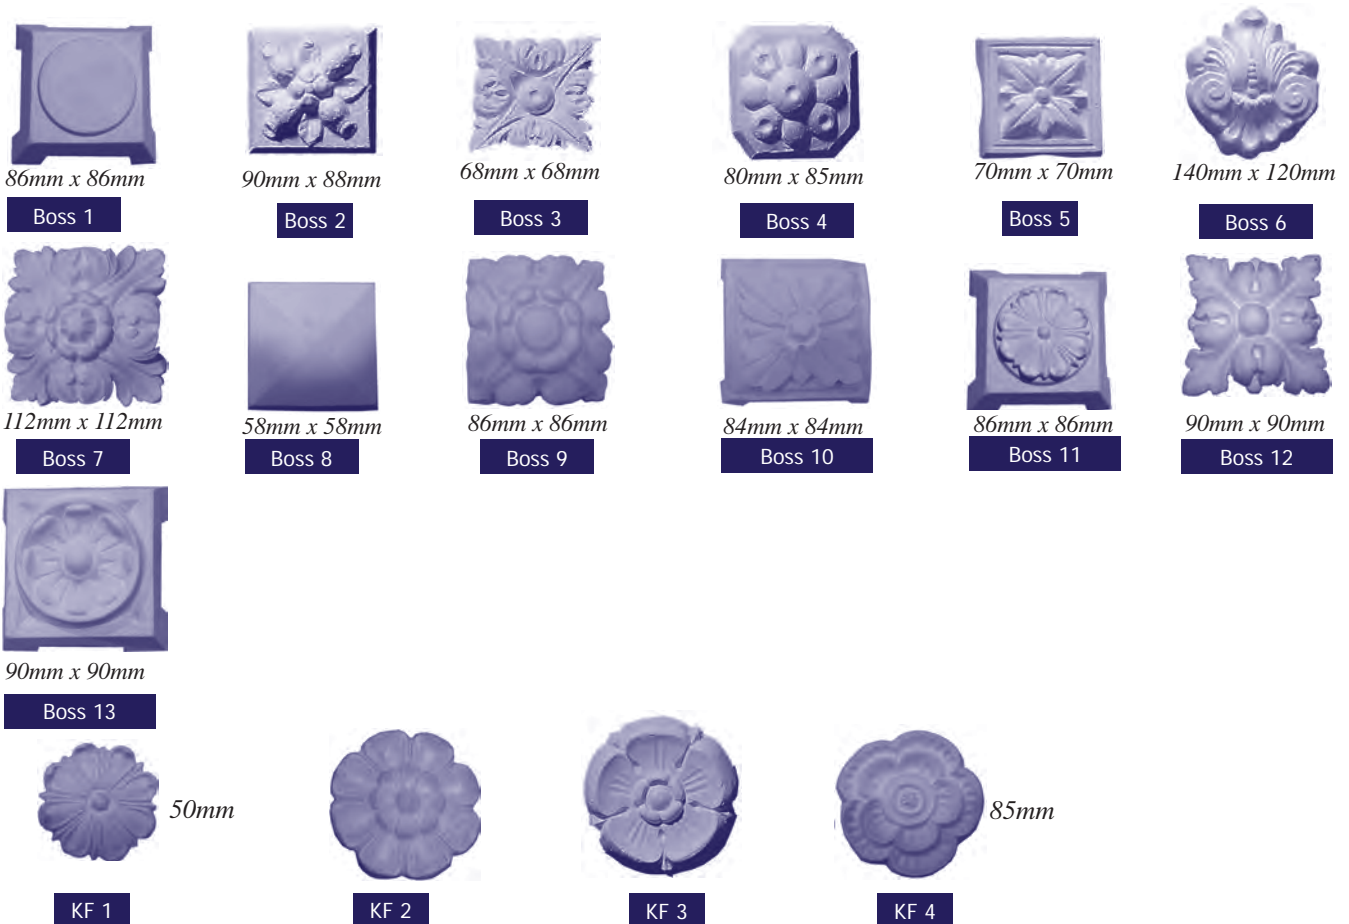 86mm x 86mm
90mm x 88mm
68mm x 68mm
80mm x 85mm
70mm x 70mm
140mm x 120mm
Boss 1
Boss 2
Boss 3
Boss 4
Boss 5
Boss 6
112mm x 112mm
58mm x 58mm
86mm x 86mm
84mm x 84mm
86mm x 86mm
90mm x 90mm
Boss 7
Boss 8
Boss 9
Boss 10
Boss 11
Boss 12
90mm x 90mm
Boss 13
50mm
85mm
KF 1
KF 2
KF 3
KF 4